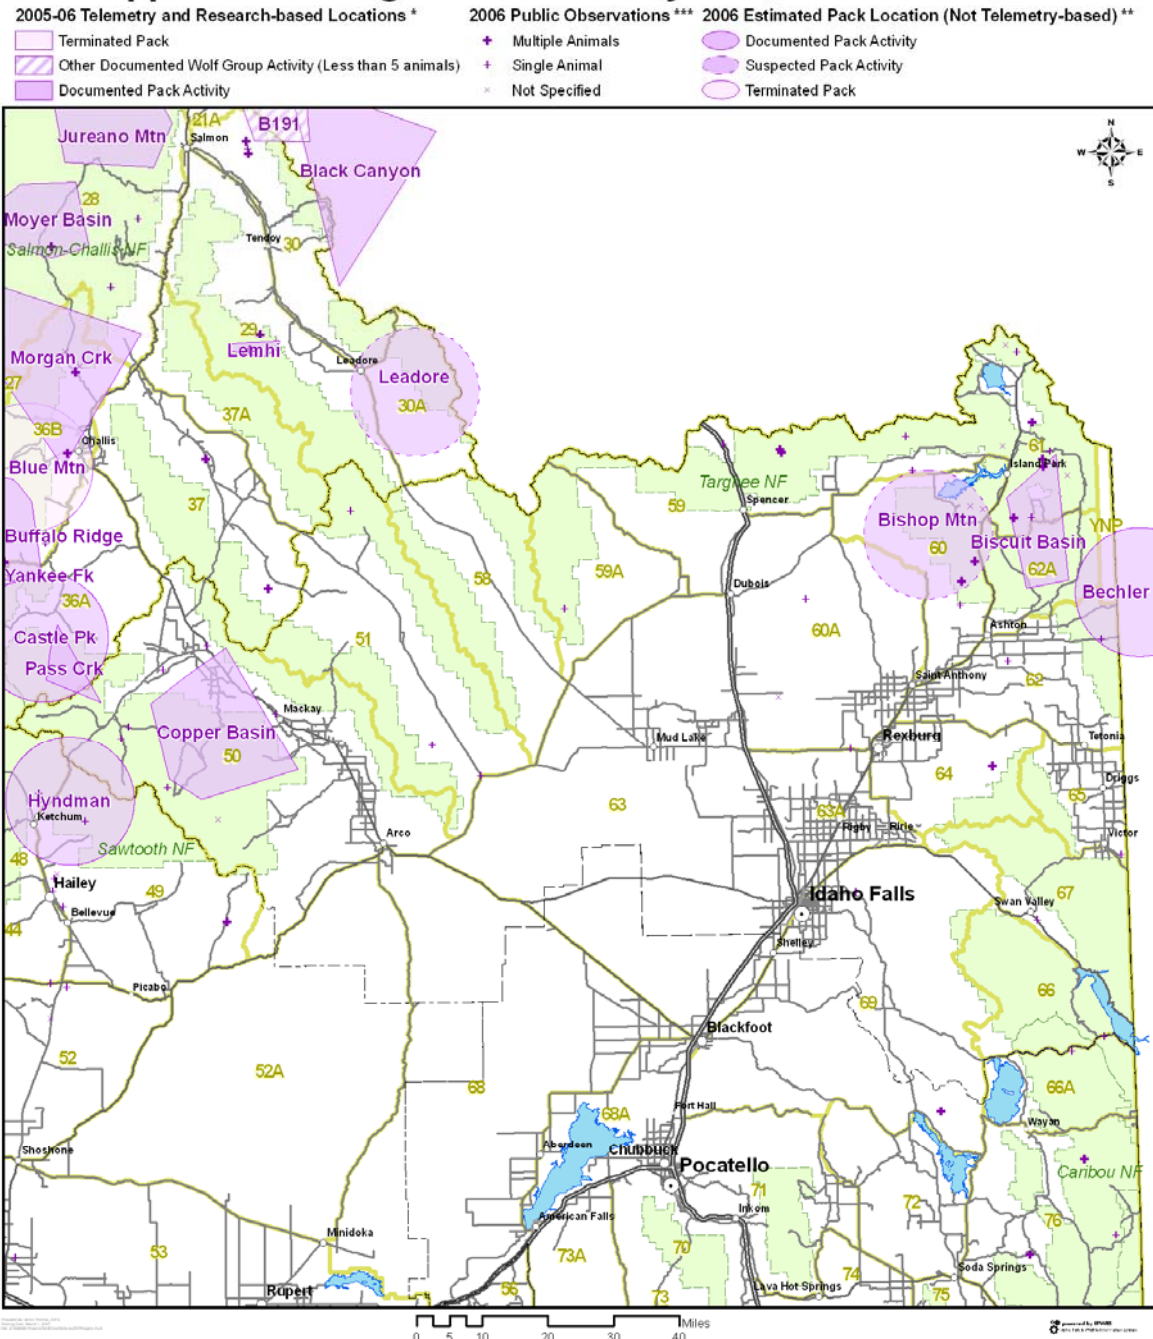 2005-06 Telemetry and Research-based Locations *
Terminated Pack
Other Documented Wolf Group Activity (Less than 5 animals)
Documented Pack Activity
2006 Public Observations ***
Multiple Animals
Single Animal
Not Specified
2006 Estimated Pack Location (Not Telemetry-based) **
Documented Pack Activity
Suspected Pack Activity
Terminated Pack
N
W E
S
21A
B191
Jureano Mtn
Salmon
Black Canyon
28
Moyer Basin
Salmon-Challis NF
Tendoy
30
29
Lemhi
Leadore
Leadore
30A
Morgan Crk
27
37A
36B
Challis
Blue Mtn
61
Island Park
Targhee NF
Spencer
59
37
Buffalo Ridge
Bishop Mtn
60
Biscuit Basin
YNP
62A
Yankee Fk
36A
58
59A
Dubois
Bechler
Castle Pk
51
60A
Ashton
Pass Crk
Saint Anthony
62
Mackay
Copper Basin
50
Mud Lake
Rexburg
Tetonia
64
Driggs
65
Hyndman
Ketchum
63
63A
Rigby
Ririe
Arco
Victor
Sawtooth NF
48
Hailey
49
Bellevue
44
Idaho Falls
67
Swan Valley
Shelley
Picabo
66
69
Blackfoot
52
52A
68
66A
68A
Fort Hall
Wayan
Aberdeen
Chubbuck
Shoshone
Pocatello
Caribou NF
71
72
Inkom
76
American Falls
Minidoka
53
73A
70
Soda Springs
74
Rupert
56
73
Lava Hot Springs
75
Miles
0 5 10 20 30 40